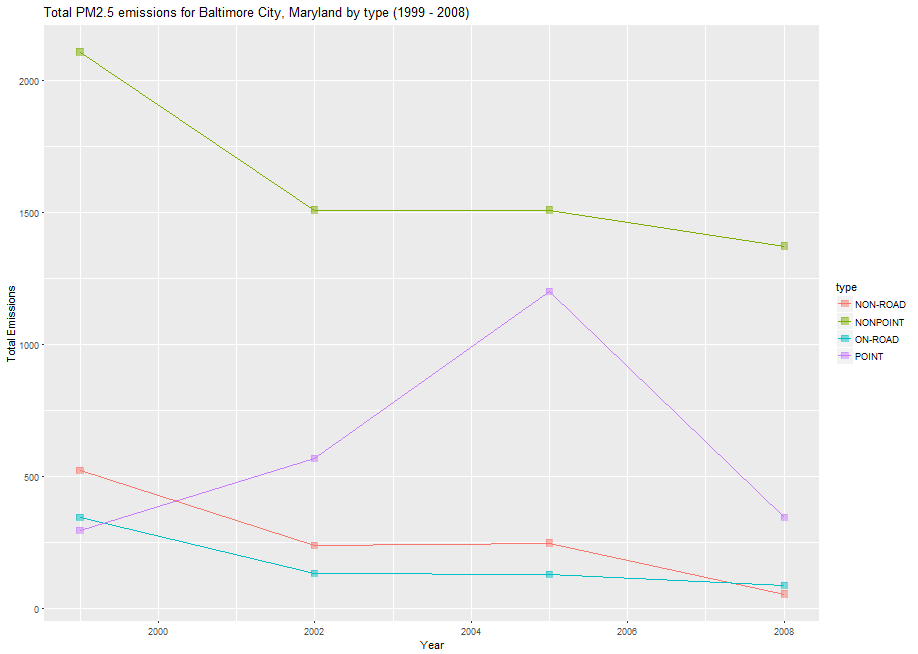 Total PM2.5 emissions for Baltimore City, Maryland by type (1999 - 2008)
2000
1500
1000
500
0
Total Emissions
2000
2002
2004
2006
2008
Year
type
NON-ROAD
NONPOINT
ON-ROAD
POINT